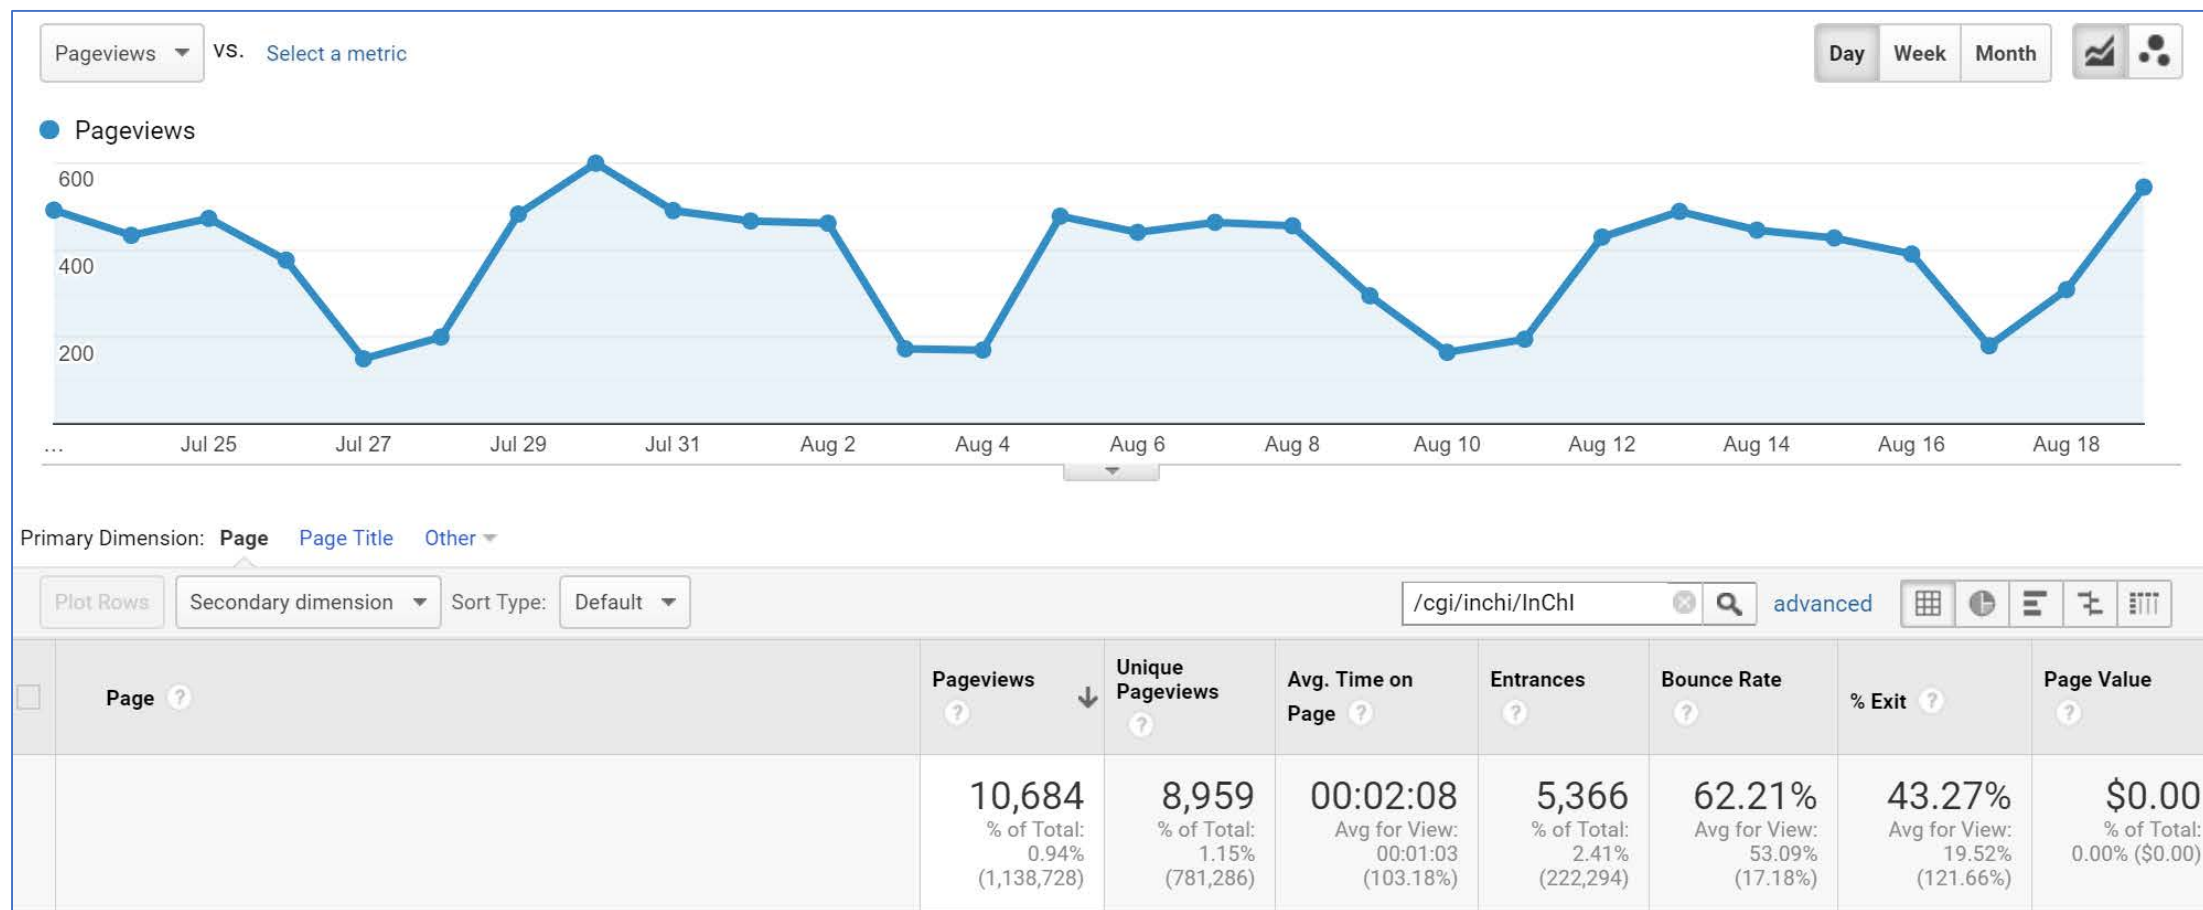 Pageviews vs. Select a metric Day Week Month
Pageviews
600
400
200
... Jul 25 Jul 27 Jul 29 Jul 31 Aug 2 Aug 4 Aug 6 Aug 8 Aug 10 Aug 12 Aug 14 Aug 16 Aug 18
Primary Dimension: Page Page Title Other
Plot Rows Secondary dimension Sort Type: Default /cgi/inchi/InChI advanced
Page ? Pageviews ? Unique Pageviews ? Avg. Time on Page ? Entrances ? Bounce Rate ? % Exit ? Page Value ?
10,684 8,959 00:02:08 5,366 62.21% 43.27% $0.00
% of Total: % of Total: Avg for View: % of Total: Avg for View: Avg for View: % of Total:
0.94% 1.15% 00:01:03 2.41% 53.09% 19.52% 0.00% ($0.00)
(1,138,728) (781,286) (103.18%) (222,294) (17.18%) (121.66%)